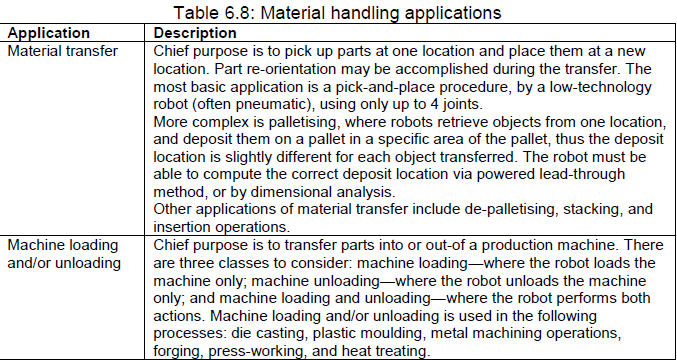 Table 6.8: Material handling applications
Application Description
Material transfer Chief purpose is to pick up parts at one location and place them at a new
location. Part re-orientation may be accomplished during the transfer. The
most basic application is a pick-and-place procedure, by a low-technology
robot (often pneumatic), using only up to 4 joints.
More complex is palletising, where robots retrieve objects from one location,
and deposit them on a pallet in a specific area of the pallet, thus the deposit
location is slightly different for each object transferred. The robot must be
able to compute the correct deposit location via powered lead-through
method, or by dimensional analysis.
Other applications of material transfer include de-palletising, stacking, and
insertion operations.
Machine loading Chief purpose is to transfer parts into or out-of a production machine. There
and/or unloading are three classes to consider: machine loading—where the robot loads the
machine only; machine unloading—where the robot unloads the machine
only; and machine loading and unloading—where the robot performs both
actions. Machine loading and/or unloading is used in the following
processes: die casting, plastic moulding, metal machining operations,
forging, press-working, and heat treating.